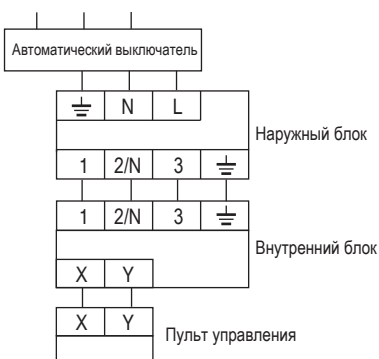 Автоматический выключатель
N L
Наружный блок
1 2/N 3
1 2/N 3
Внутренний блок
X Y
X Y
Пульт управления